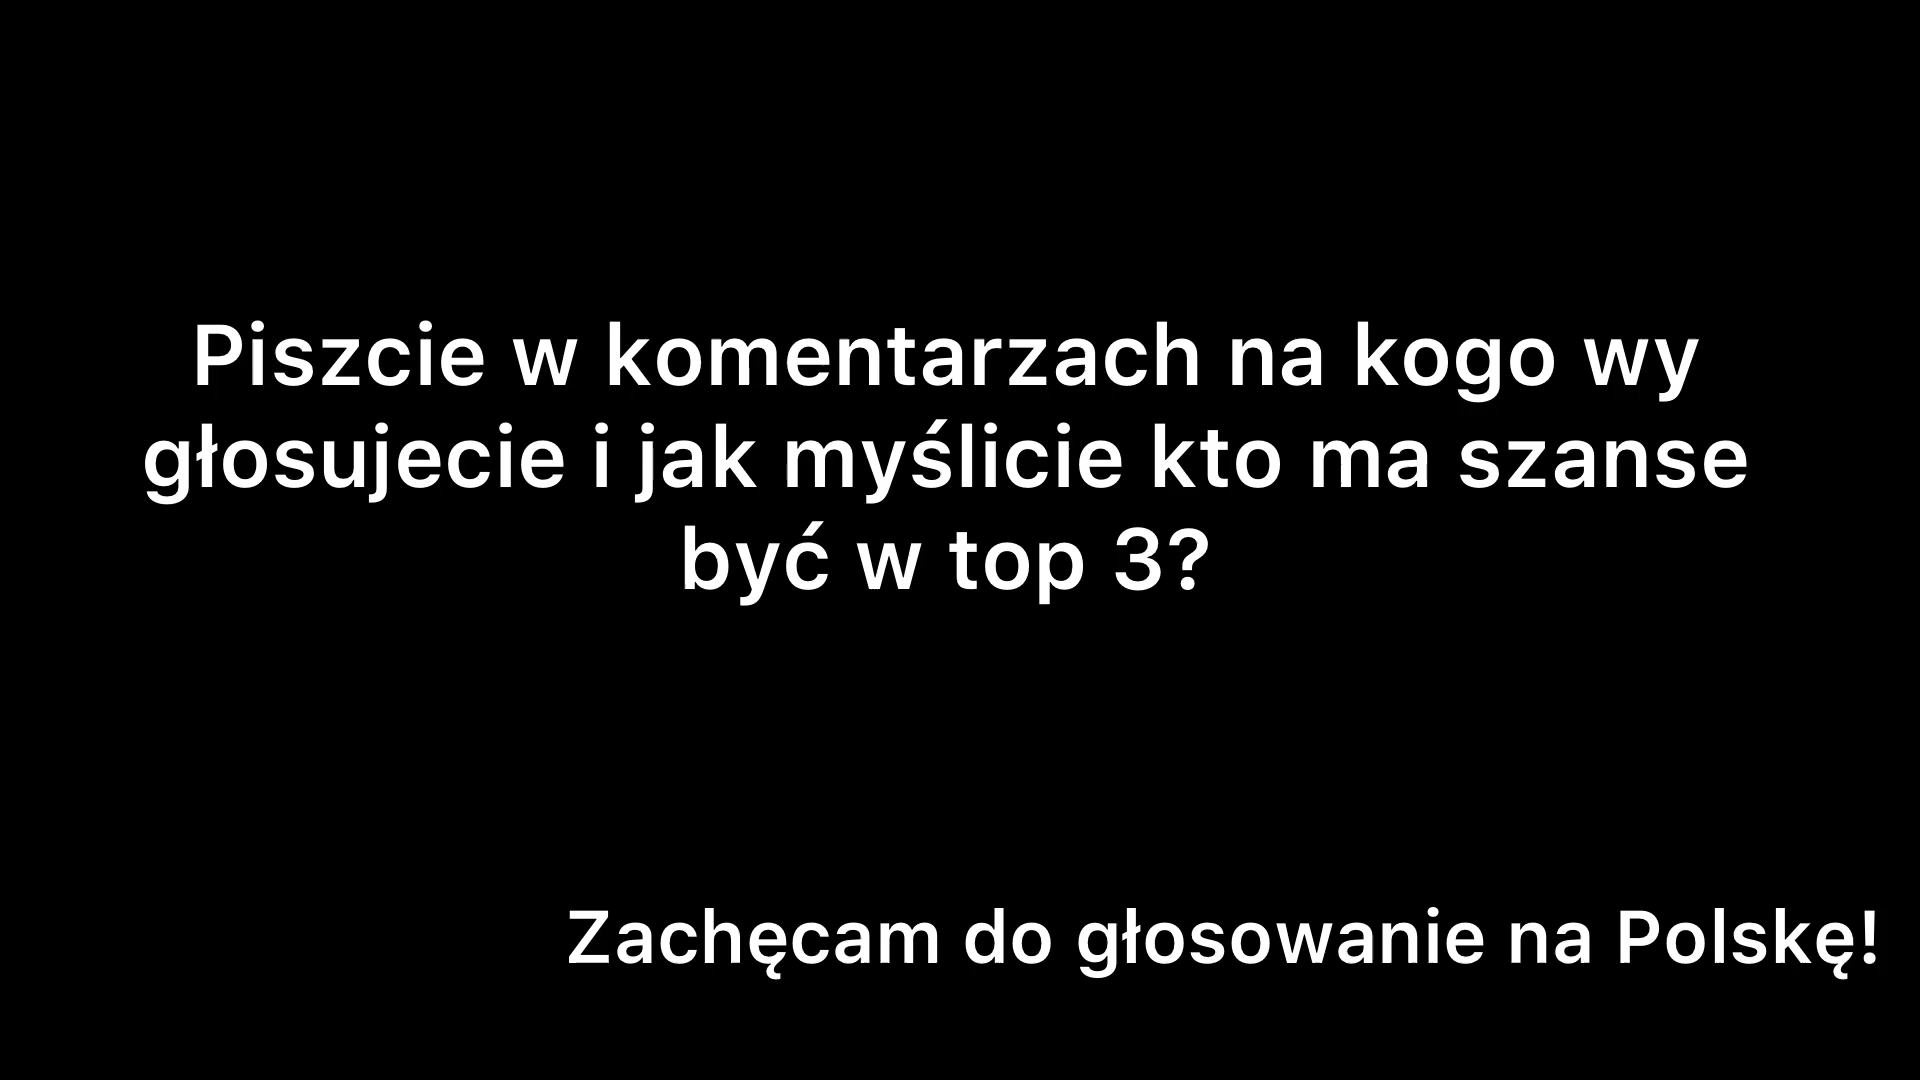 Piszcie w komentarzach na kogo wy
głosujecie i jak myślicie kto ma szanse
być w top 3?
Zachęcam do głosowanie na Polskę!